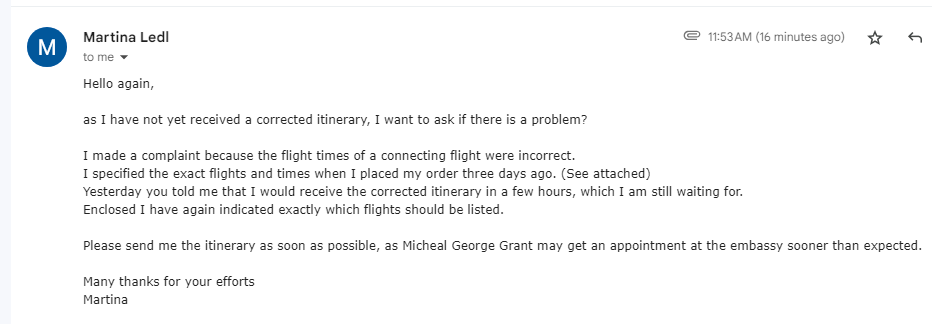 M
Martina Ledl
11:53 AM (16 minutes ago)
to me
Hello again,
as I have not yet received a corrected itinerary, I want to ask if there is a problem?
I made a complaint because the flight times of a connecting flight were incorrect.
I specified the exact flights and times when I placed my order three days ago. (See attached)
Yesterday you told me that I would receive the corrected itinerary in a few hours, which I am still waiting for.
Enclosed I have again indicated exactly which flights should be listed.
Please send me the itinerary as soon as possible, as Micheal George Grant may get an appointment at the embassy sooner than expected.
Many thanks for your efforts
Martina